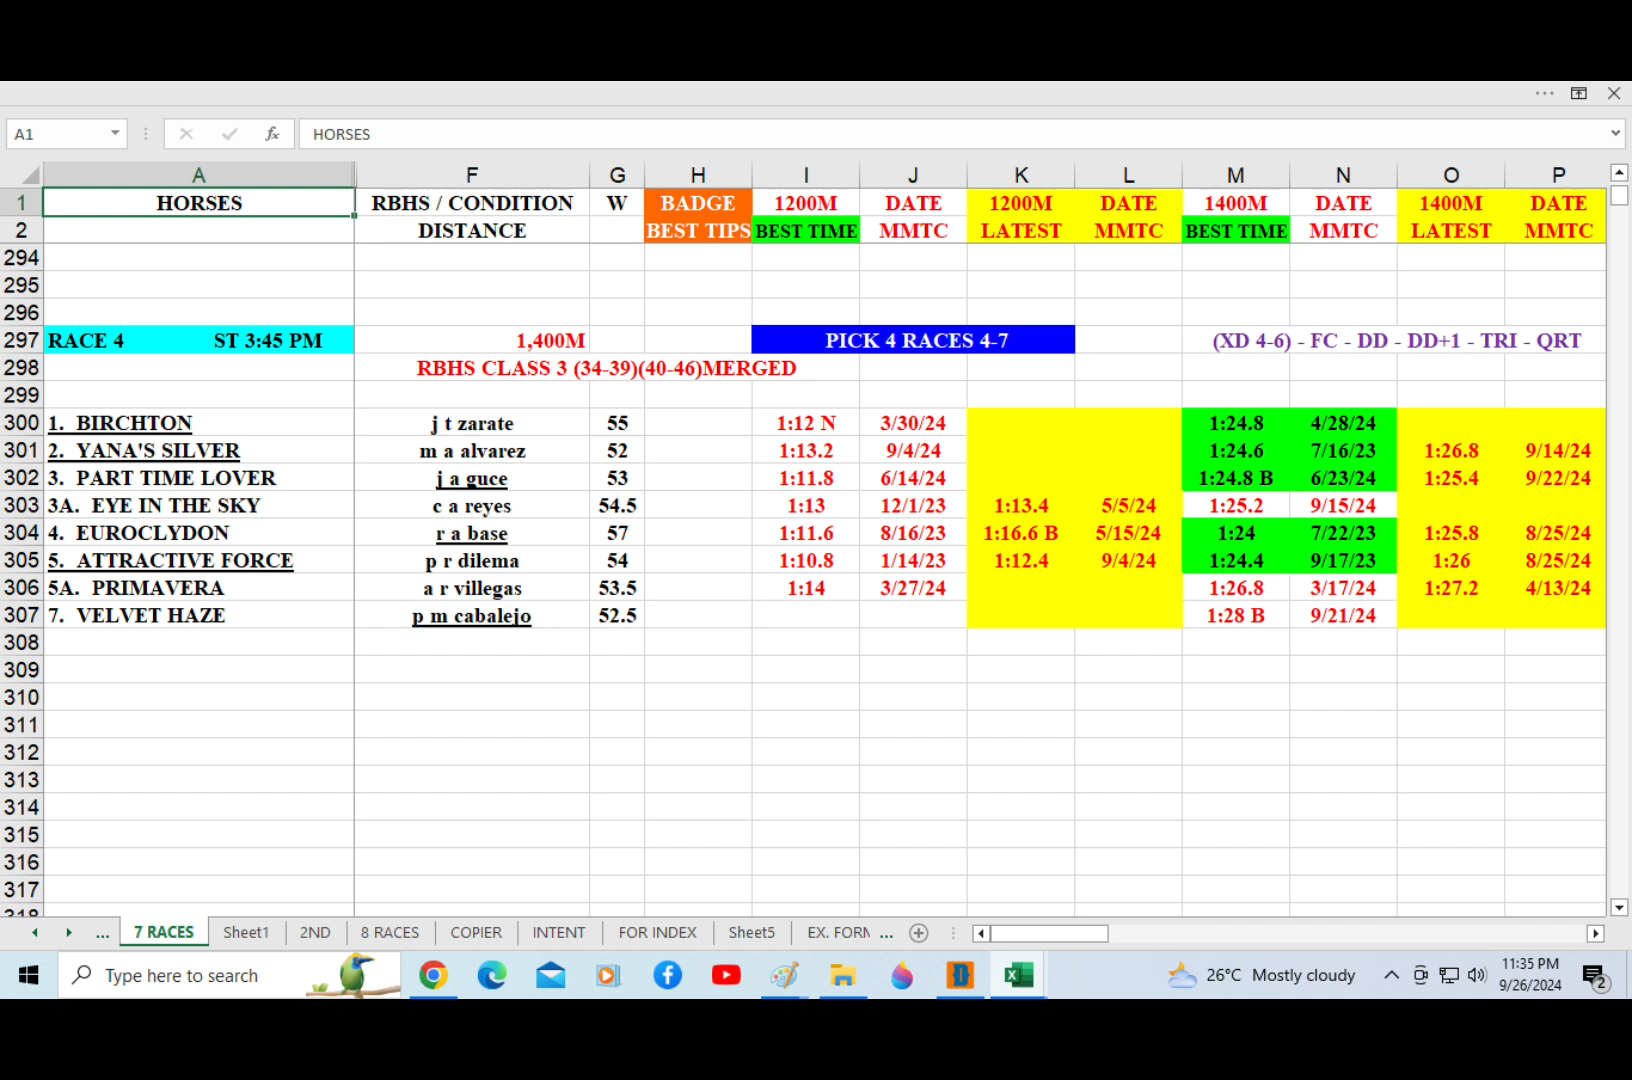 A1
HORSES
A F G H I J K L M N O P
1 HORSES RBHS / CONDITION W BADGE 1200M DATE 1200M DATE 1400M DATE 1400M DATE
2 DISTANCE BEST TIPS BEST TIME MMTC LATEST MMTC BEST TIME MMTC LATEST MMTC
294
295
296
297 RACE 4 ST 3:45 PM 1,400M PICK 4 RACES 4-7 (XD 4-6) - FC - DD - DD+1 - TRI - QRT
298 RBHS CLASS 3 (34-39)(40-46)MERGED
299
300 1. BIRCHTON j t zarate 55 1:12 N 3/30/24 1:24.8 4/28/24
301 2. YANA'S SILVER m a alvarez 52 1:13.2 9/4/24 1:24.6 7/16/23 1:26.8 9/14/24
302 3. PART TIME LOVER j a guce 53 1:11.8 6/14/24 1:24.8 B 6/23/24 1:25.4 9/22/24
303 3A. EYE IN THE SKY c a reyes 54.5 1:13 12/1/23 1:13.4 5/5/24 1:25.2 9/15/24
304 4. EUROCLYDON r a base 57 1:11.6 8/16/23 1:16.6 B 5/15/24 1:24 7/22/23 1:25.8 8/25/24
305 5. ATTRACTIVE FORCE p r dilema 54 1:10.8 1/14/23 1:12.4 9/4/24 1:24.4 9/17/23 1:26 8/25/24
306 5A. PRIMAVERA a r villegas 53.5 1:14 3/27/24 1:26.8 3/17/24 1:27.2 4/13/24
307 7. VELVET HAZE p m cabalejo 52.5 1:28 B 9/21/24
308
309
310
311
312
313
314
315
316
317
318
... 7 RACES Sheet1 2ND 8 RACES COPIER INTENT FOR INDEX Sheet5 EX. FORM ...
Type here to search
26°C Mostly cloudy
11:35 PM
9/26/2024
2